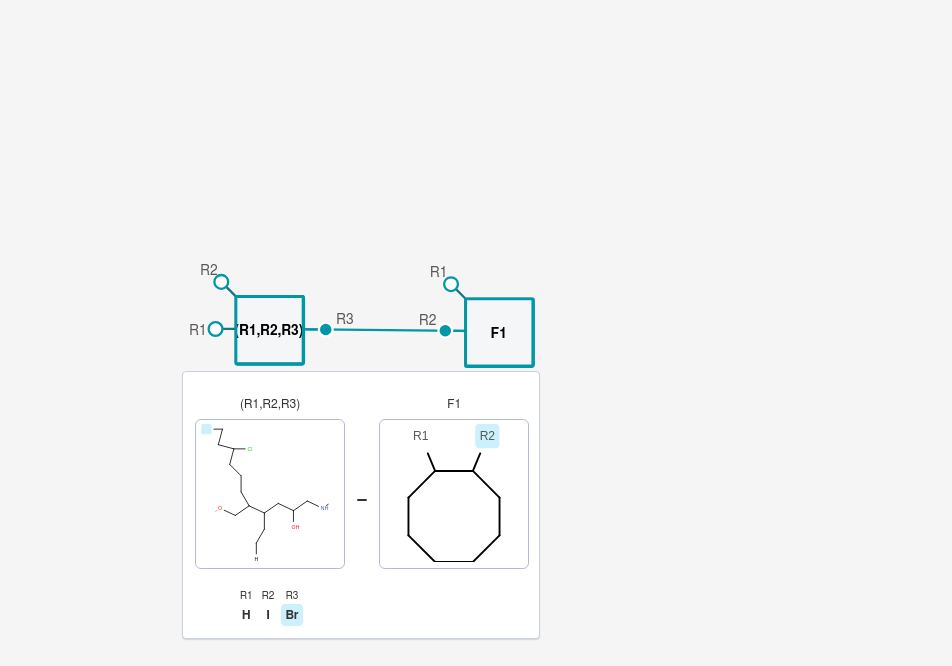 R2
R1
R1
(R1,R2,R3)
R3
R2
F1
(R1,R2,R3)
F1
R1
R2
Cl
O
OH
NH
H
R1 R2 R3
H I Br